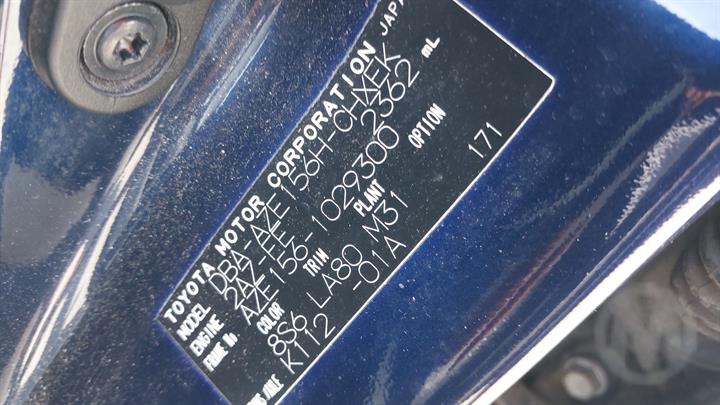 TOYOTA MOTOR CORPORATION JAPA
MODEL DBA-AZE156H-CHXEK
ENGINE 2AZ-FE 2362 mL
FRAME No. AZE156-1029300
COLOR TRIM PLANT OPTION
8S6 LA80 M31 171
K112 -01A